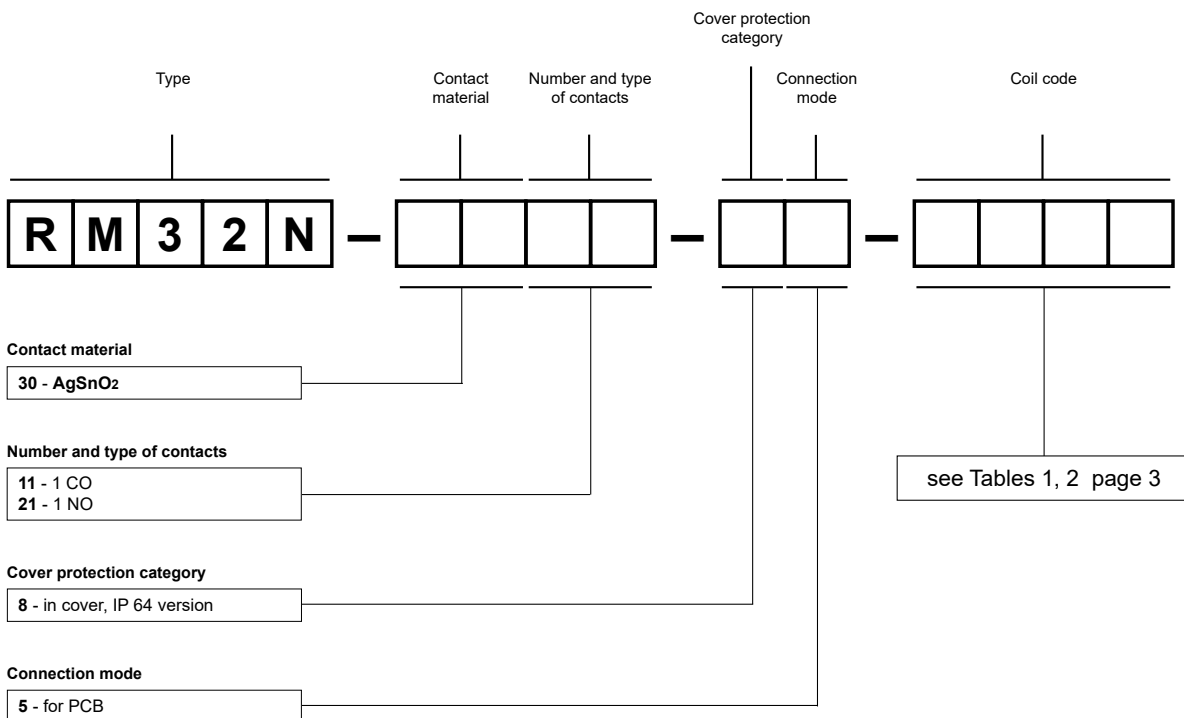 Cover protection
category
Type
Contact
material
Number and type
of contacts
Connection
mode
Coil code
RM32N – –  –
Contact material
30 - AgSnO2
Number and type of contacts
11 - 1 CO
21 - 1 NO
see Tables 1, 2 page 3
Cover protection category
8 - in cover, IP 64 version
Connection mode
5 - for PCB